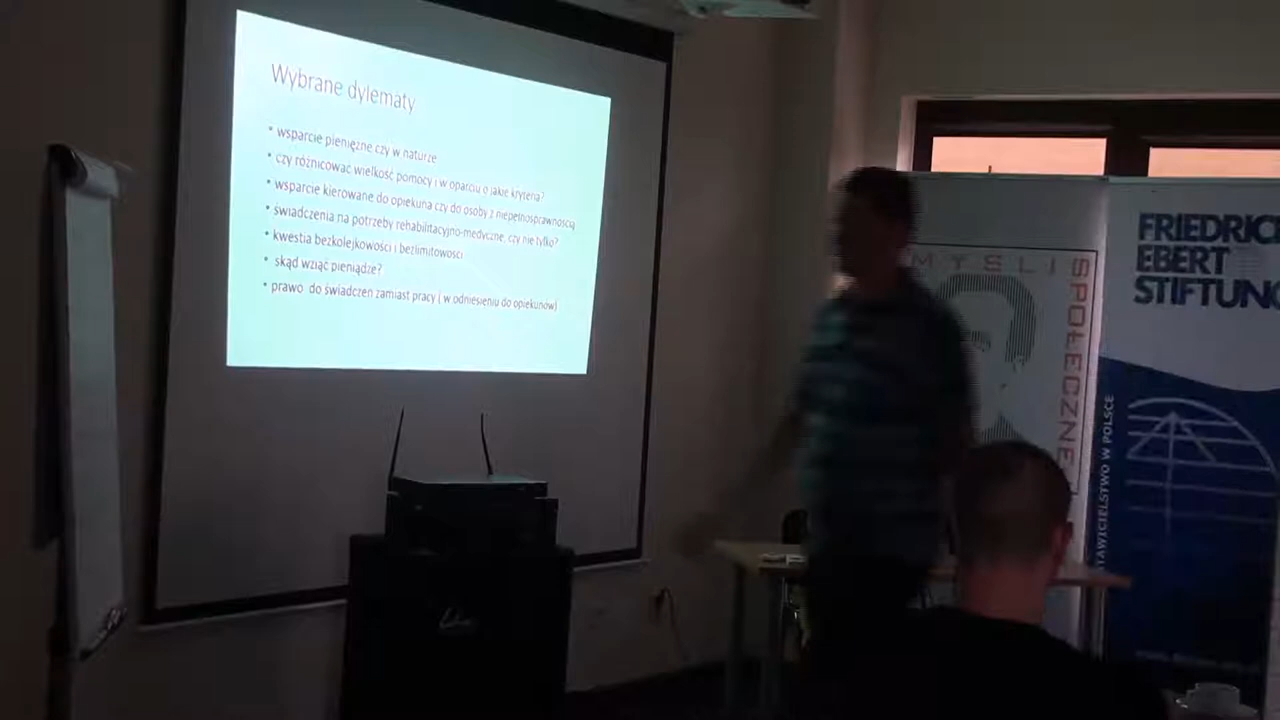 Wybrane dylematy
• wsparcie pieniężne czy w naturze
• czy różnicować wielkość pomocy i w oparciu o jakie kryteria?
• wsparcie kierowane do opiekuna czy do osoby z niepełnosprawnością
• świadczenia na potrzeby rehabilitacyjno-medyczne, czy nie tylko?
• kwestia bezkolejkowości i bezlimitowości
• skąd wziąć pieniądze?
• prawo do świadczeń zamiast pracy ( w odniesieniu do opiekunów)
MYŚLI
SPOŁECZNEJ
FRIEDRICH
EBERT
STIFTUNG
W POLSCE